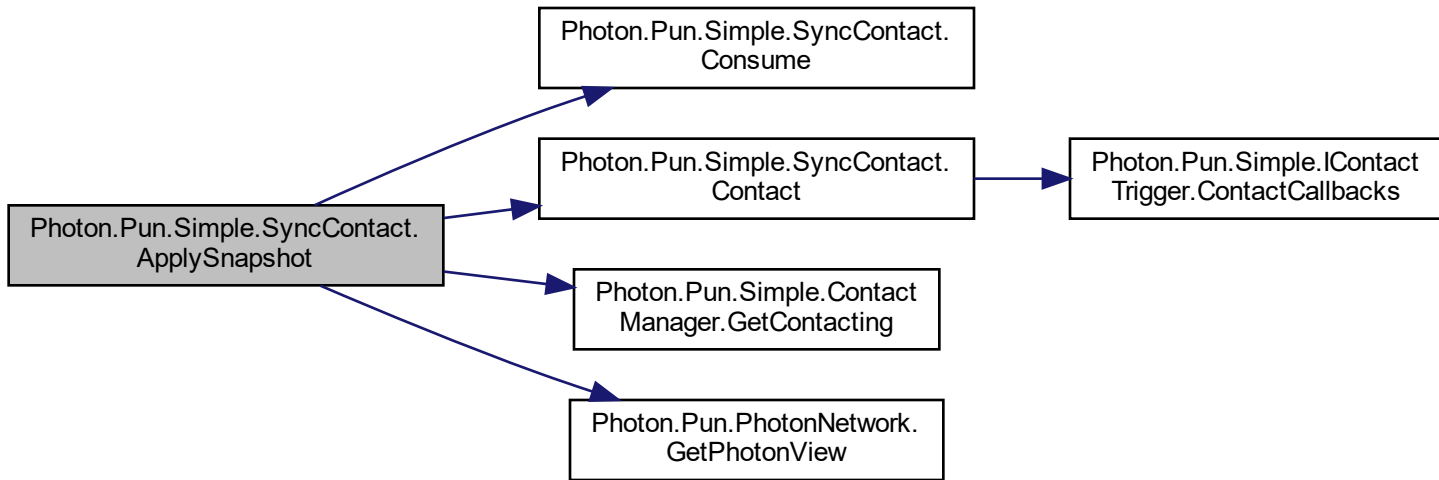 Photon.Pun.Simple.SyncContact.
Consume
Photon.Pun.Simple.SyncContact.
Contact
Photon.Pun.Simple.IContact
Trigger.ContactCallbacks
Photon.Pun.Simple.SyncContact.
ApplySnapshot
Photon.Pun.Simple.Contact
Manager.GetContacting
Photon.Pun.PhotonNetwork.
GetPhotonView